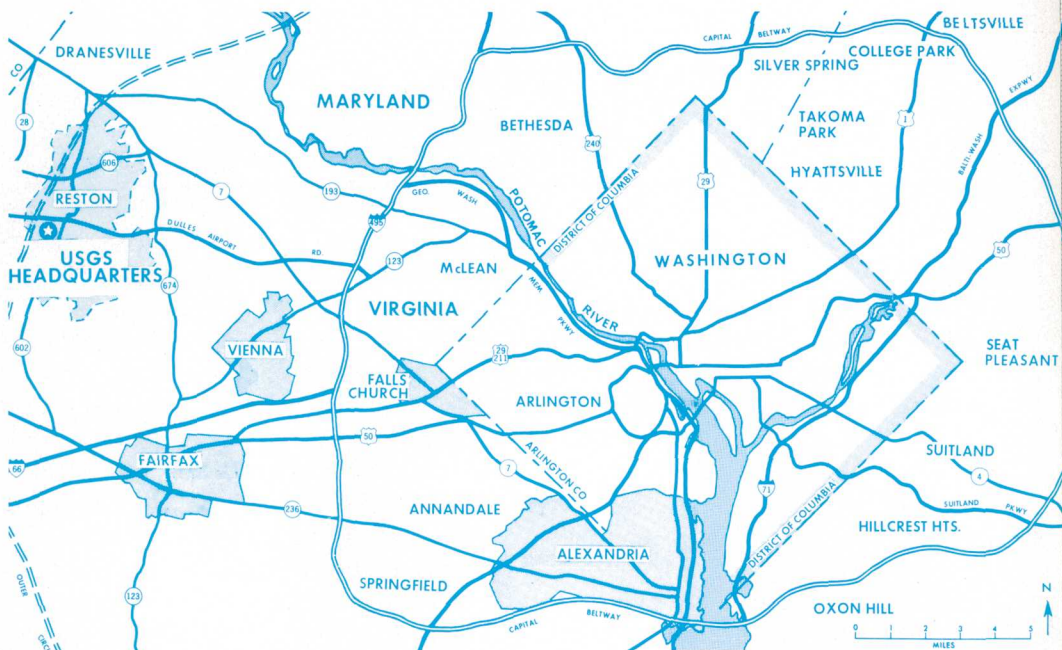 BELTSVILLE
DRANESVILLE
CAPITAL BELTWAY
COLLEGE PARK
SILVER SPRING
CO
EXPWY
MARYLAND
28
BETHESDA
TAKOMA
PARK
1
240
606
HYATTSVILLE
BALTI-WASH
RESTON
7
193
GEO. WASH
29
DISTRICT OF COLUMBIA
POTOMAC
495
DULLES AIRPORT RD.
50
USGS
HEADQUARTERS
123
McLEAN
WASHINGTON
674
MEM. PKWY
VIRGINIA
RIVER
602
VIENNA
29
211
SEAT
PLEASANT
FALLS
CHURCH
ARLINGTON
50
66
FAIRFAX
ARLINGTON CO
7
SUITLAND
4
71
DISTRICT OF COLUMBIA
236
ANNANDALE
SUITLAND PKWY
HILLCREST HTS.
ALEXANDRIA
OUTER
CIRC
123
SPRINGFIELD
CAPITAL BELTWAY
OXON HILL
N
0 1 2 3 4 5
MILES